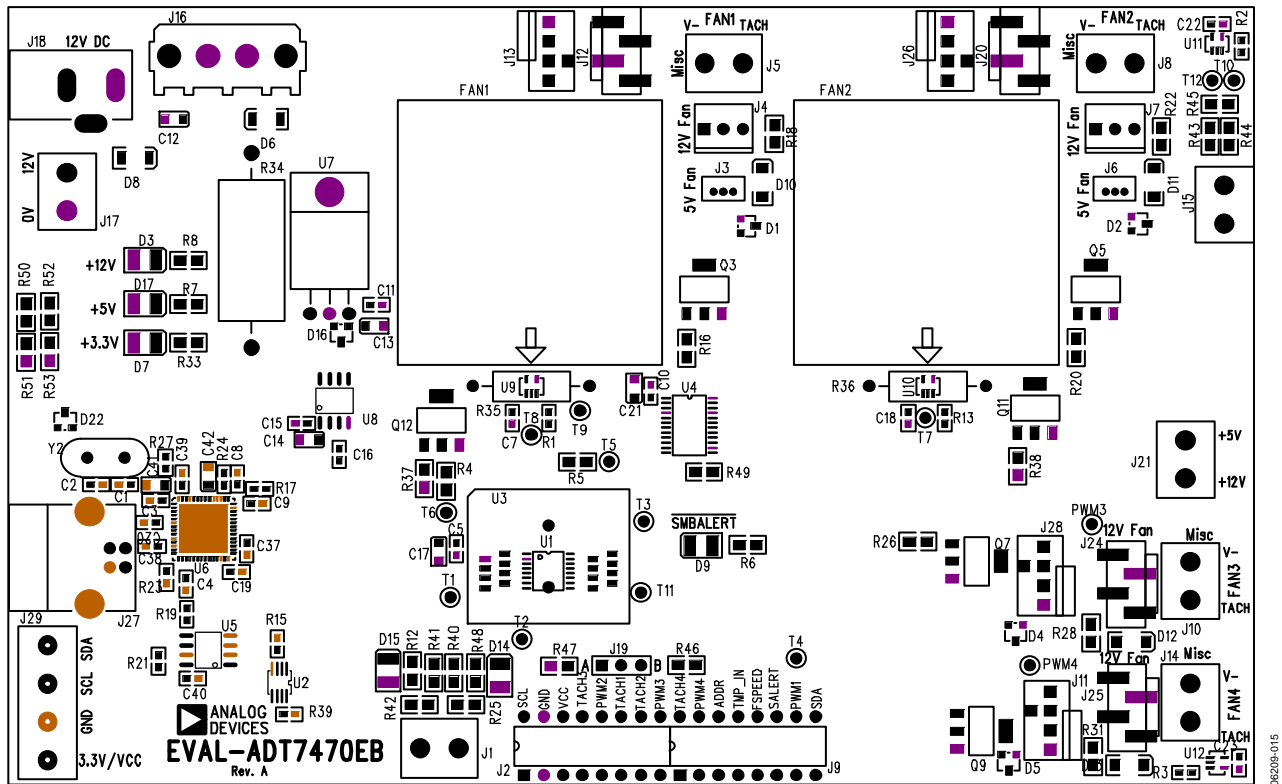 J16
J18
12V DC
C12
D6
12V
0V
J17
D8
R34
U7
J13
J12
V-
FAN1
TACH
Misc
J5
J26
J20
V-
FAN2
TACH
Misc
J8
C22
R2
U11
T10
T12
FAN1
FAN2
J4
12V Fan
R18
J7
12V Fan
R22
R45
R43
R44
J3
5V Fan
D10
D1
J6
5V Fan
D11
D2
J15
D3
R8
+12V
R50
R52
D17
R7
+5V
+3.3V
D7
R33
R51
R53
C11
D16
C13
Q3
R16
Q5
R20
U9
R35
C7
T8
R1
T9
C21
C10
U4
R36
U10
C18
T7
R13
Q11
R38
D22
Y2
C15
C14
U8
C16
Q12
R37
R4
T6
R5
T5
R49
J21
+5V
+12V
R27
C39
C42
R24
C8
C41
C2
C1
R17
C9
C3
C38
C37
U6
C19
R23
C4
R19
J27
U3
U1
T3
T11
T1
T2
C17
C5
SMBALERT
D9
R6
R26
Q7
J28
PWM3
J24
12V Fan
Misc
V-
FAN3
TACH
J10
D4
R28
D12
J29
SDA
SCL
GND
3.3V/VCC
R21
U5
C40
R15
U2
R39
D15
R12
R41
R40
R48
D14
R42
R25
R47
A
J19
B
R46
T4
PWM4
J11
12V Fan
J25
J14
Misc
V-
FAN4
TACH
SCL
GND
VCC
TACH3
PWM2
TACH1
TACH2
PWM3
TACH4
PWM4
ADDR
TMP_IN
FSPEED
SALERT
PWM1
SDA
ANALOG
DEVICES
EVAL-ADT7470EB
Rev. A
J1
J2
J9
Q9
D5
R31
R3
U12
C23